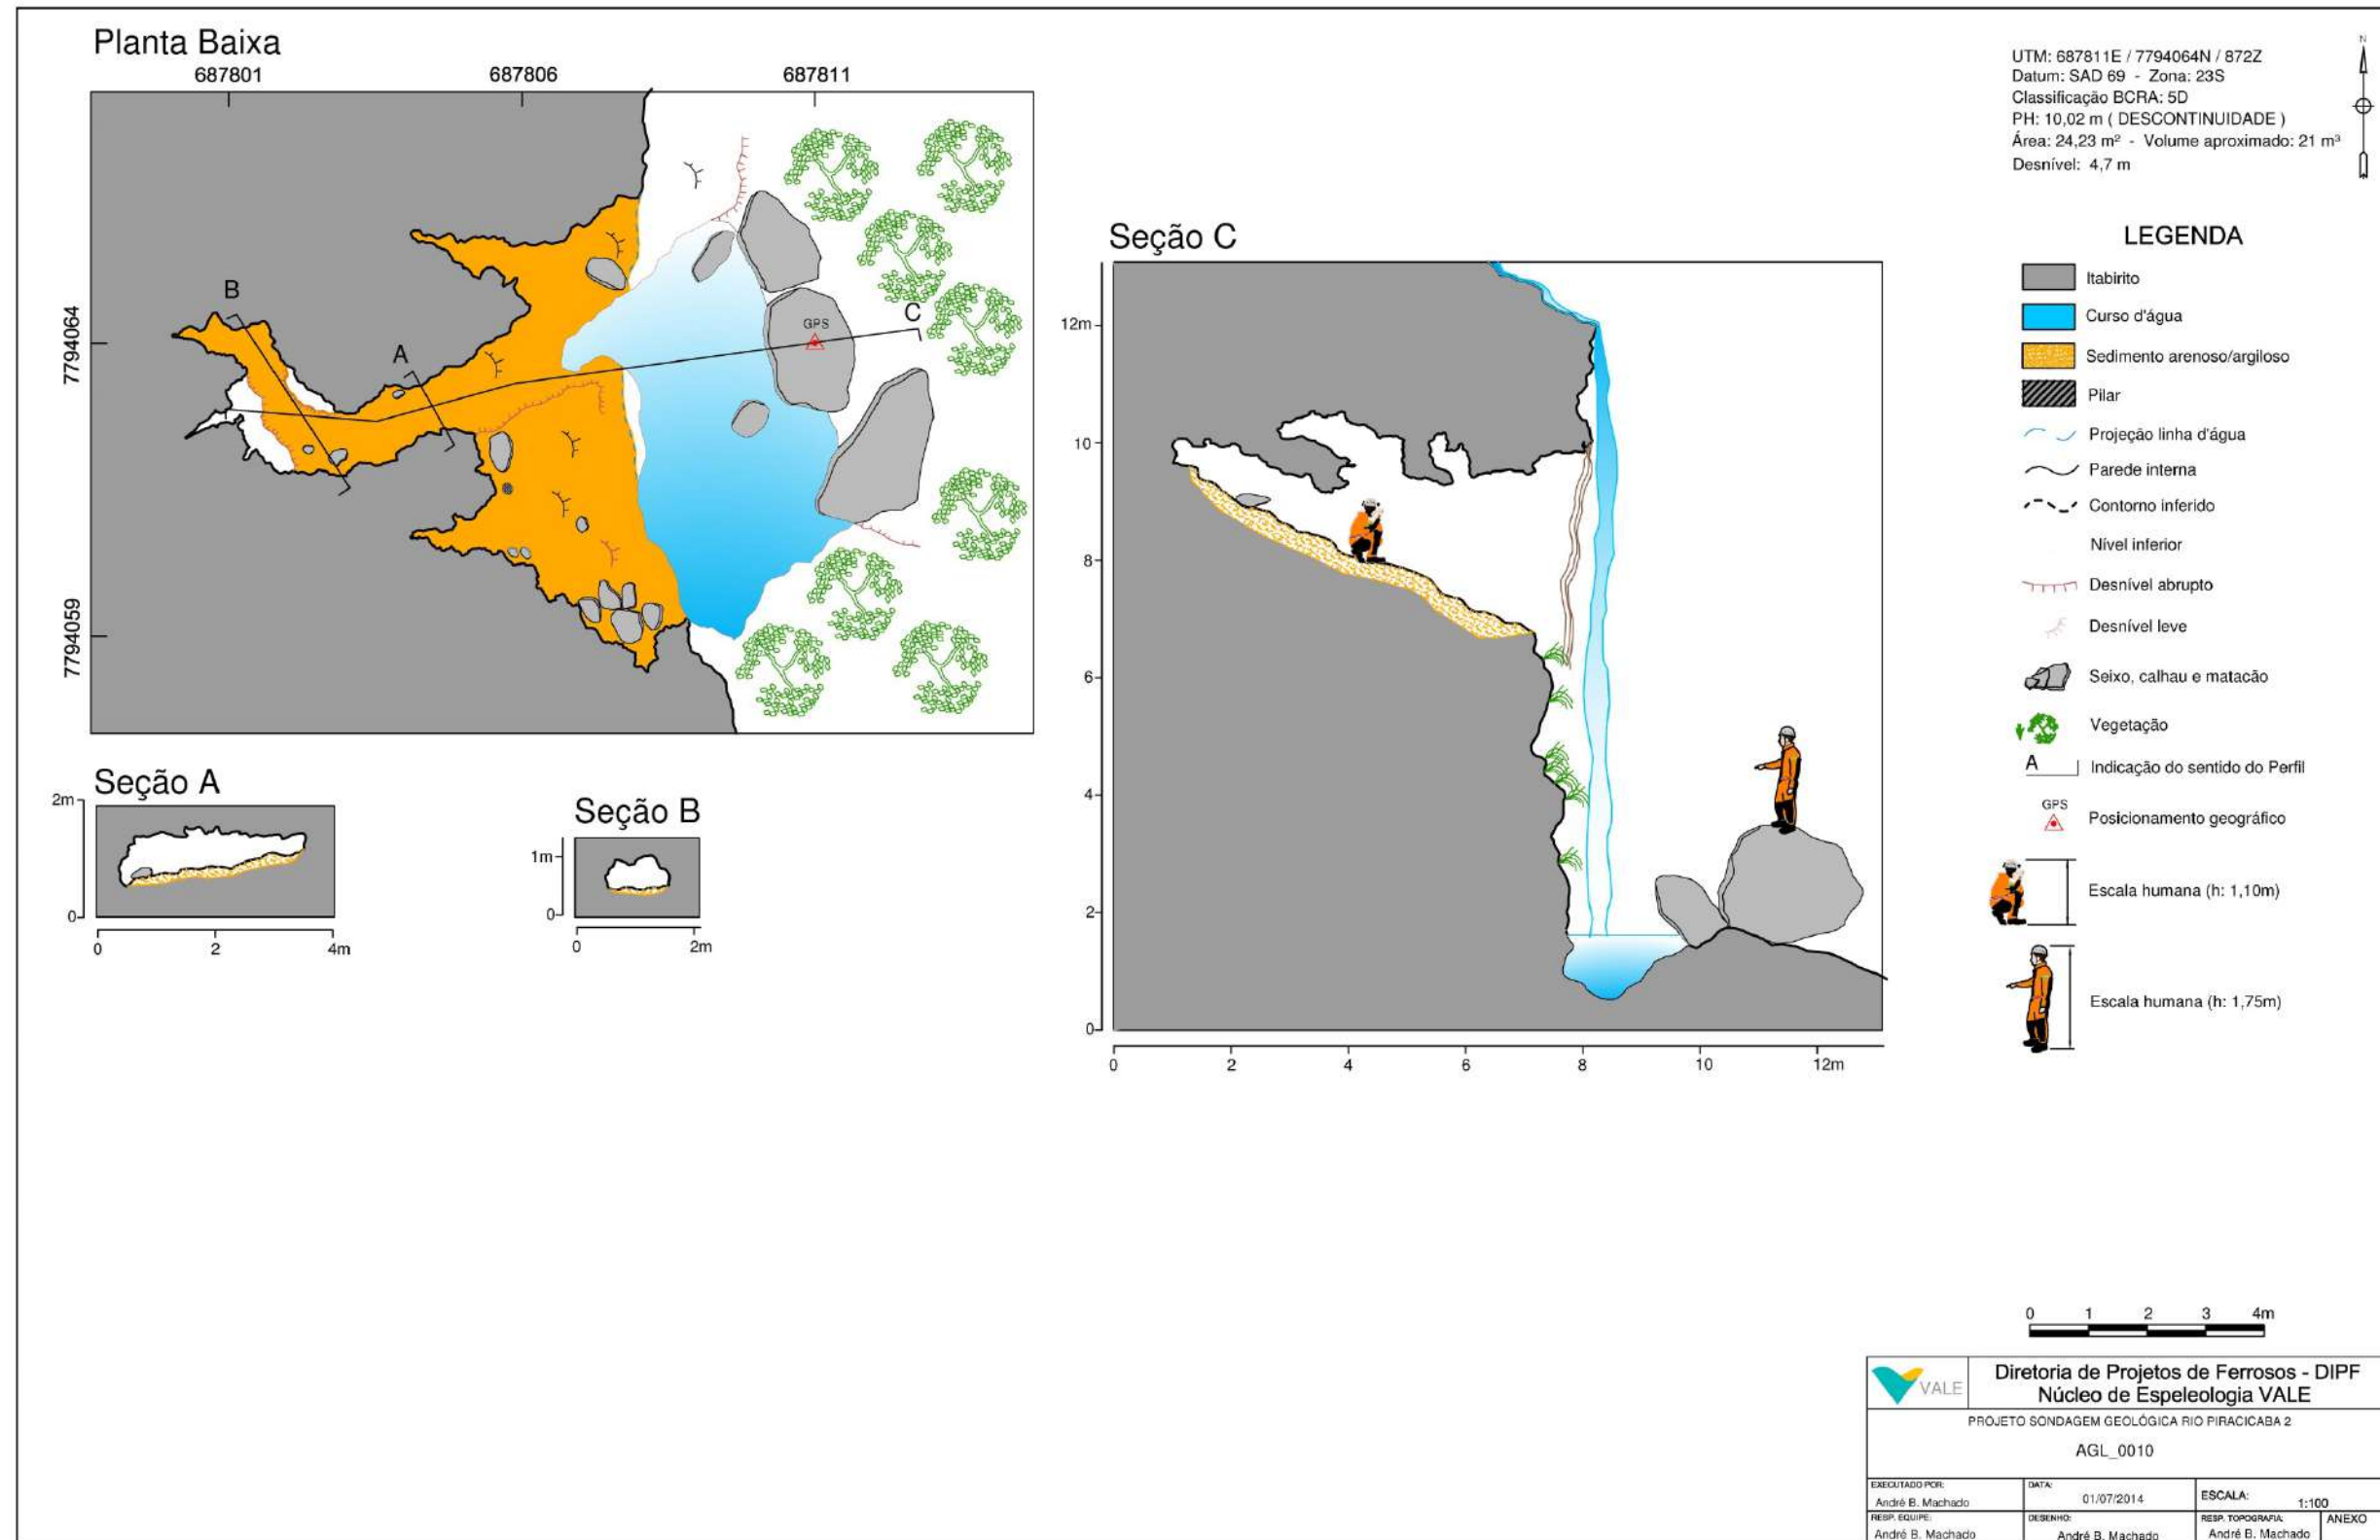 Planta Baixa
687801
687806
687811
7794064
7794059
B
A
GPS
C
Seção A
2m
0
0
2
4m
Seção B
1m
0
0
2m
Seção C
12m
10
8
6
4
2
0
0
2
4
6
8
10
12m
N
UTM: 687811E / 7794064N / 872Z
Datum: SAD 69 - Zona: 23S
Classificação BCRA: 5D
PH: 10,02 m ( DESCONTINUIDADE )
Área: 24,23 m² - Volume aproximado: 21 m³
Desnível: 4,7 m
LEGENDA
Itabirito
Curso d'água
Sedimento arenoso/argiloso
Pilar
Projeção linha d'água
Parede interna
Contorno inferido
Nível inferior
Desnível abrupto
Desnível leve
Seixo, calhau e matacão
Vegetação
A
Indicação do sentido do Perfil
GPS
Posicionamento geográfico
Escala humana (h: 1,10m)
Escala humana (h: 1,75m)
0 1 2 3 4m
VALE
Diretoria de Projetos de Ferrosos - DIPF
Núcleo de Espeleologia VALE
PROJETO SONDAGEM GEOLÓGICA RIO PIRACICABA 2
AGL_0010
EXECUTADO POR:
André B. Machado
DATA:
01/07/2014
ESCALA:
1:100
RESP. EQUIPE:
André B. Machado
DESENHO:
André B. Machado
RESP. TOPOGRAFIA:
André B. Machado
ANEXO